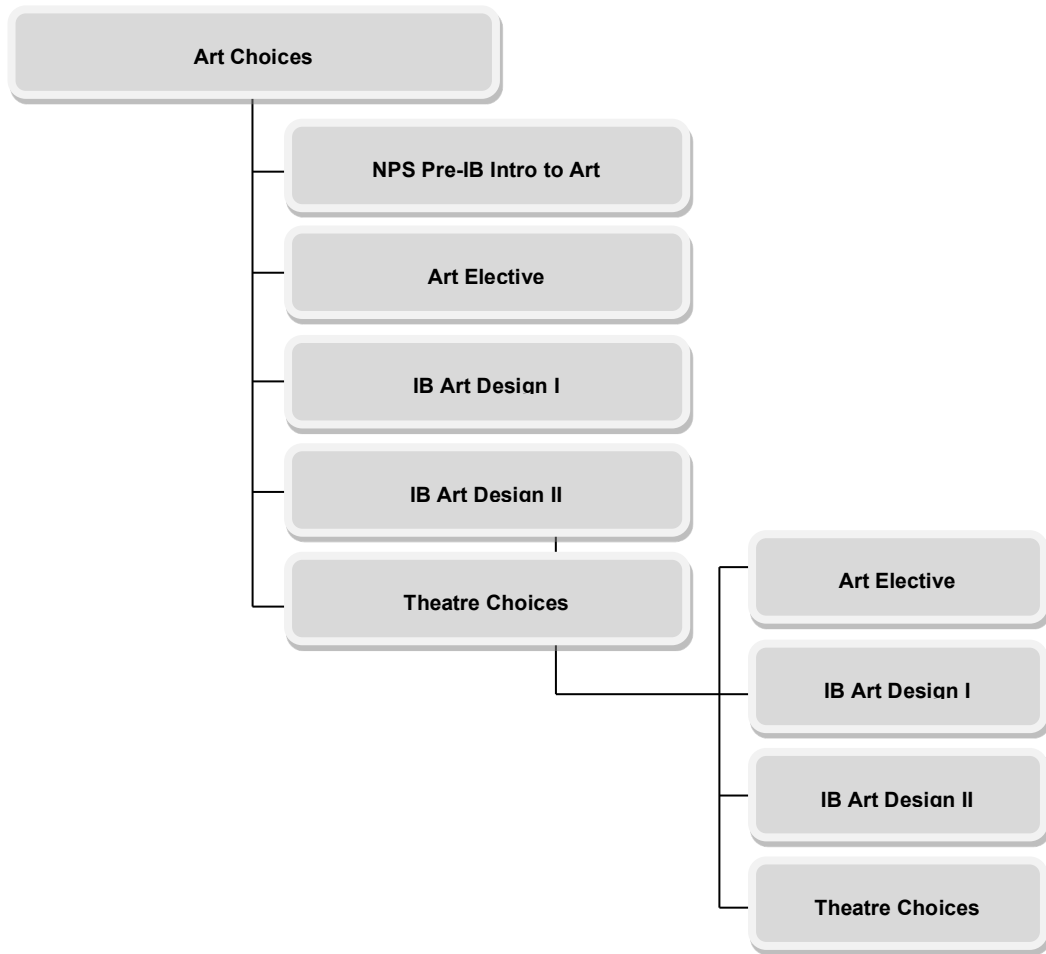 Art Choices
NPS Pre-IB Intro to Art
Art Elective
IB Art Design I
IB Art Design II
Theatre Choices
Art Elective
IB Art Design I
IB Art Design II
Theatre Choices